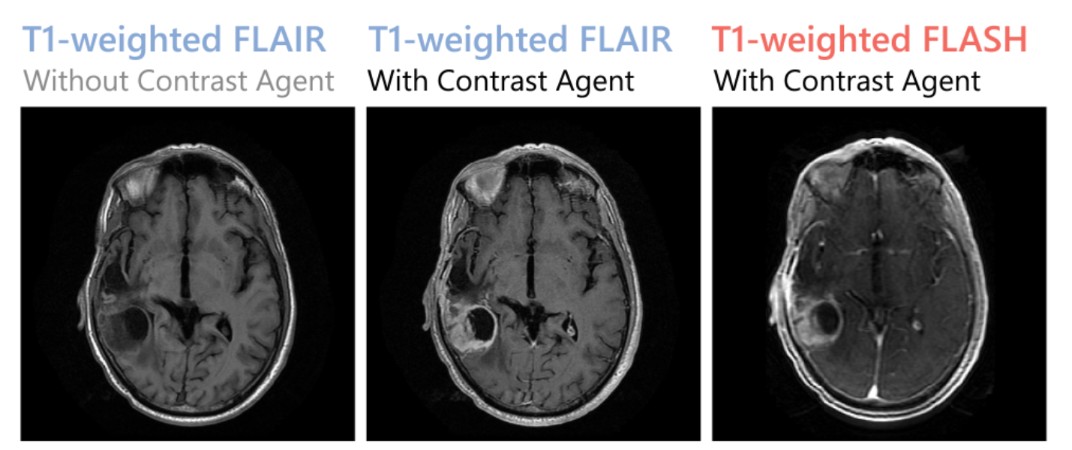 T1-weighted FLAIR
Without Contrast Agent
T1-weighted FLAIR
With Contrast Agent
T1-weighted FLASH
With Contrast Agent